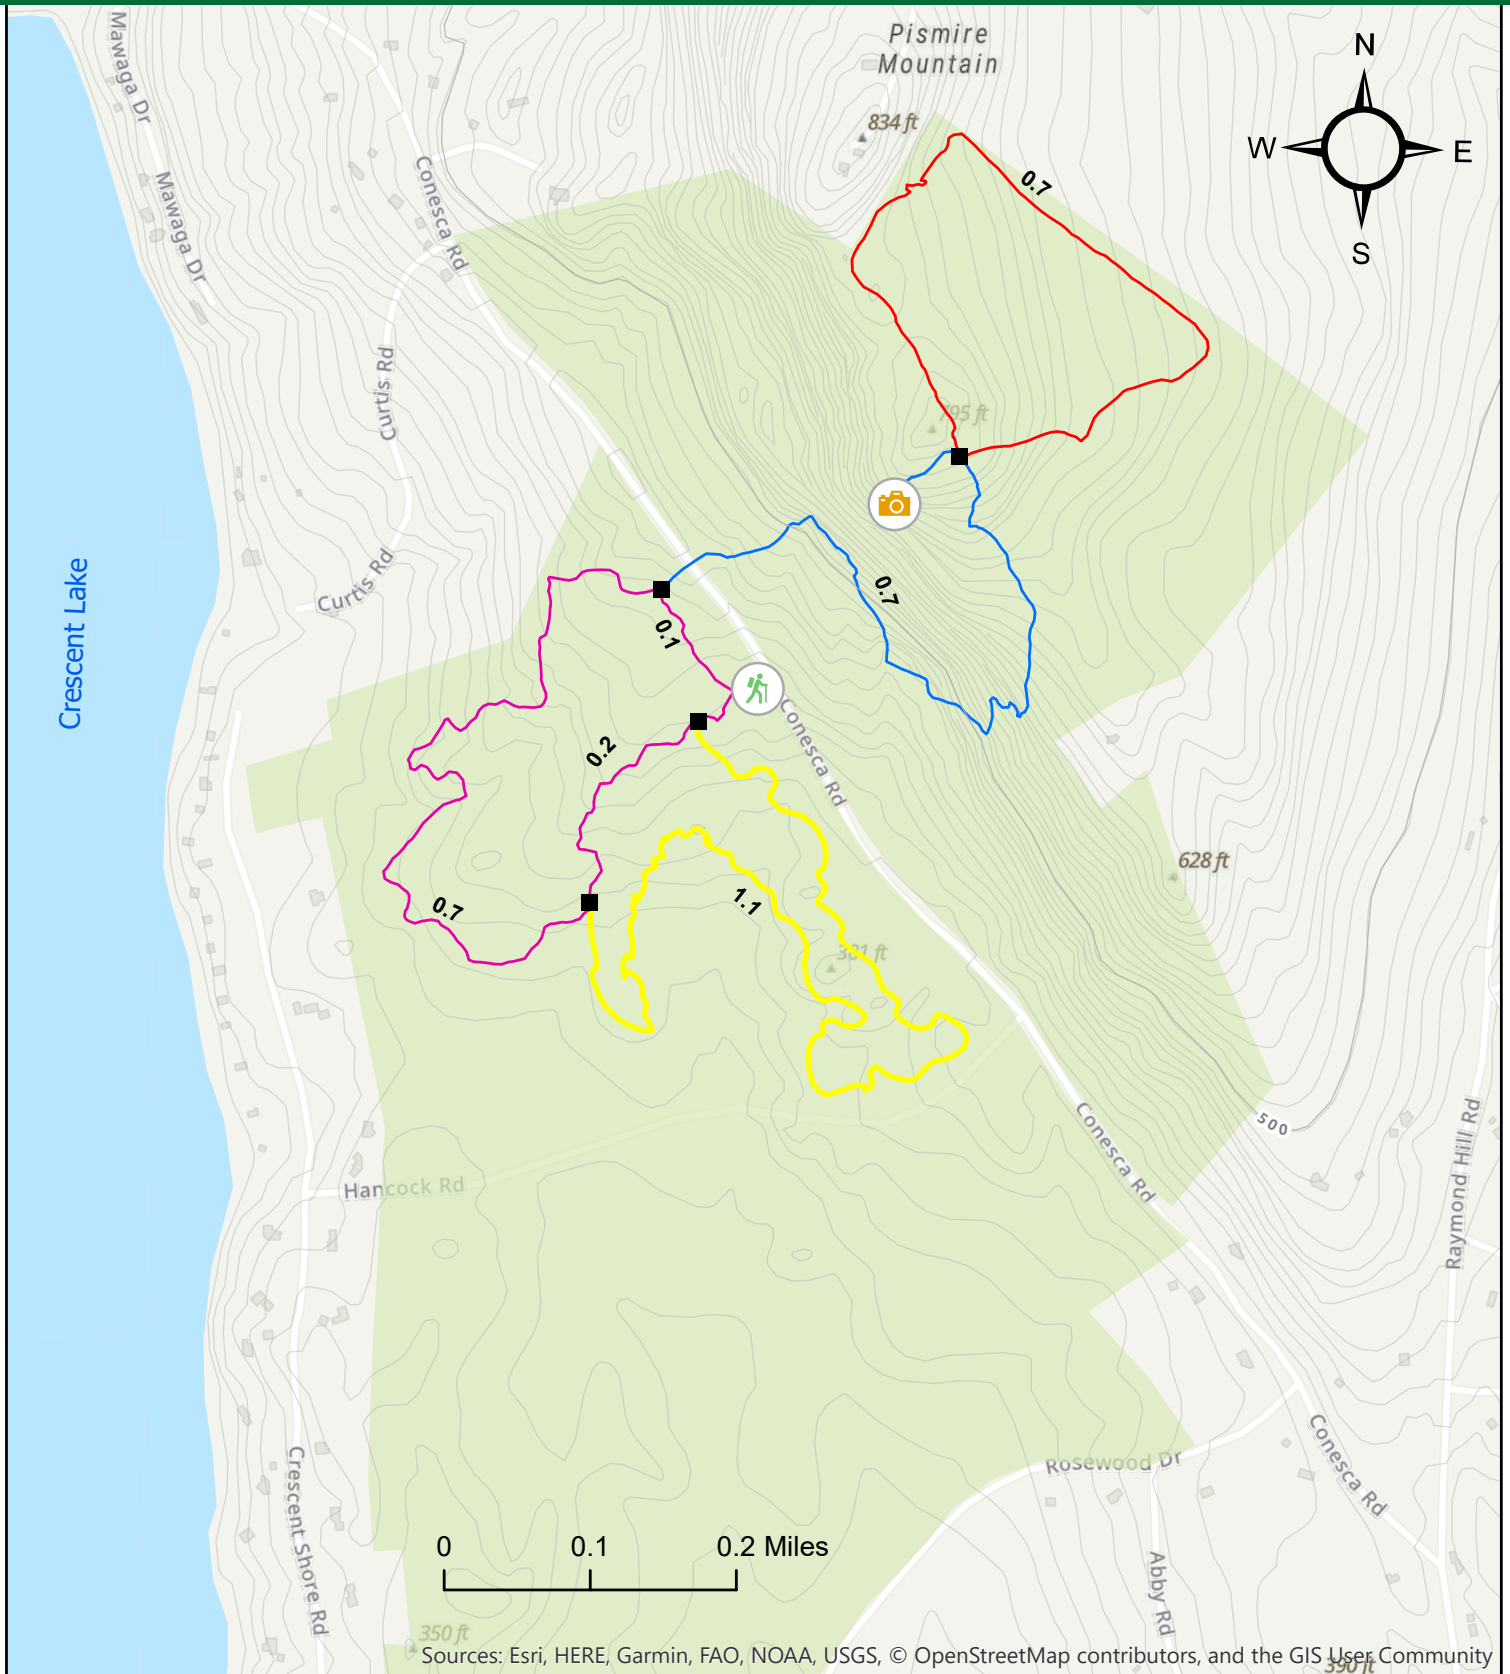 Pismire
Mountain
834 ft
N
W
E
S
Mawaga Dr
Mawaga Dr
Conesca Rd
0.7
Curtis Rd
795 ft
Curtis Rd
Crescent Lake
0.7
0.1
0.2
Conesca Rd
628 ft
1.1
0.7
381 ft
500
Conesca Rd
Hancock Rd
Raymond Hill Rd
Conesca Rd
Rosewood Dr
Crescent Shore Rd
Abby Rd
0 0.1 0.2 Miles
350 ft
390 ft
Sources: Esri, HERE, Garmin, FAO, NOAA, USGS, © OpenStreetMap contributors, and the GIS User Community